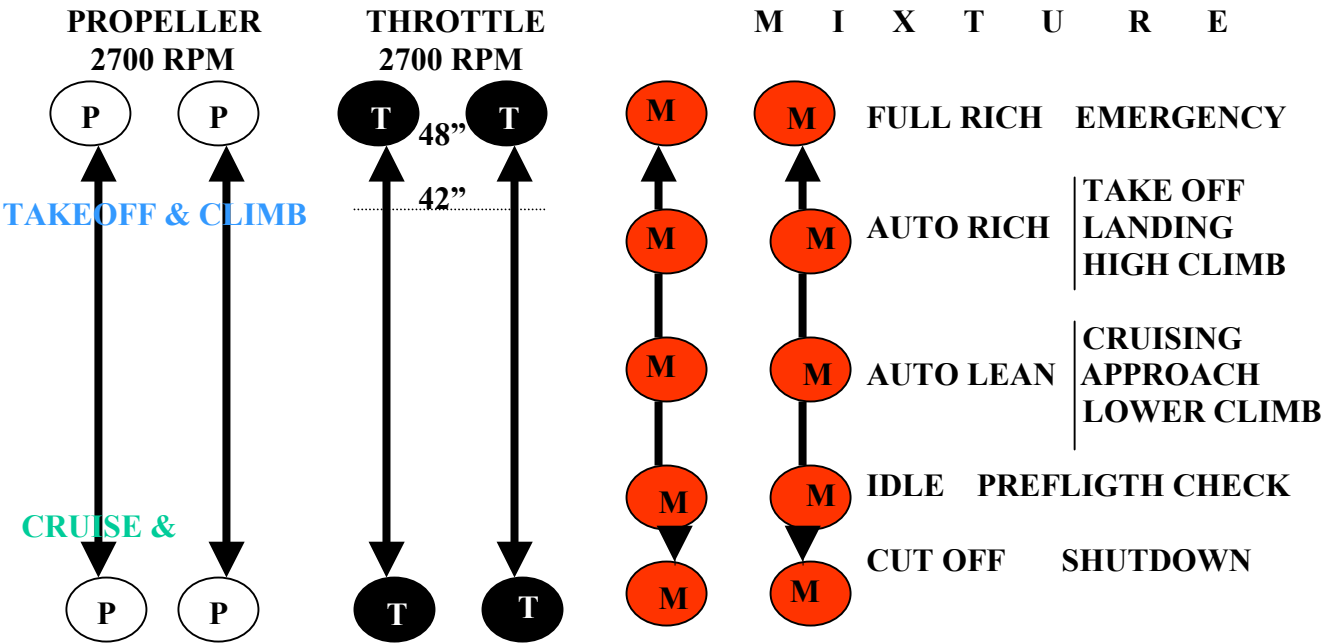 PROPELLER THROTTLE M I X T U R E
2700 RPM 2700 RPM
P P T T M M FULL RICH EMERGENCY
48”
42”
TAKEOFF & CLIMB
M M AUTO RICH TAKE OFF
LANDING
HIGH CLIMB
M M AUTO LEAN CRUISING
APPROACH
LOWER CLIMB
M M IDLE PREFLIGTH CHECK
CRUISE &
CUT OFF SHUTDOWN
P P T T M M